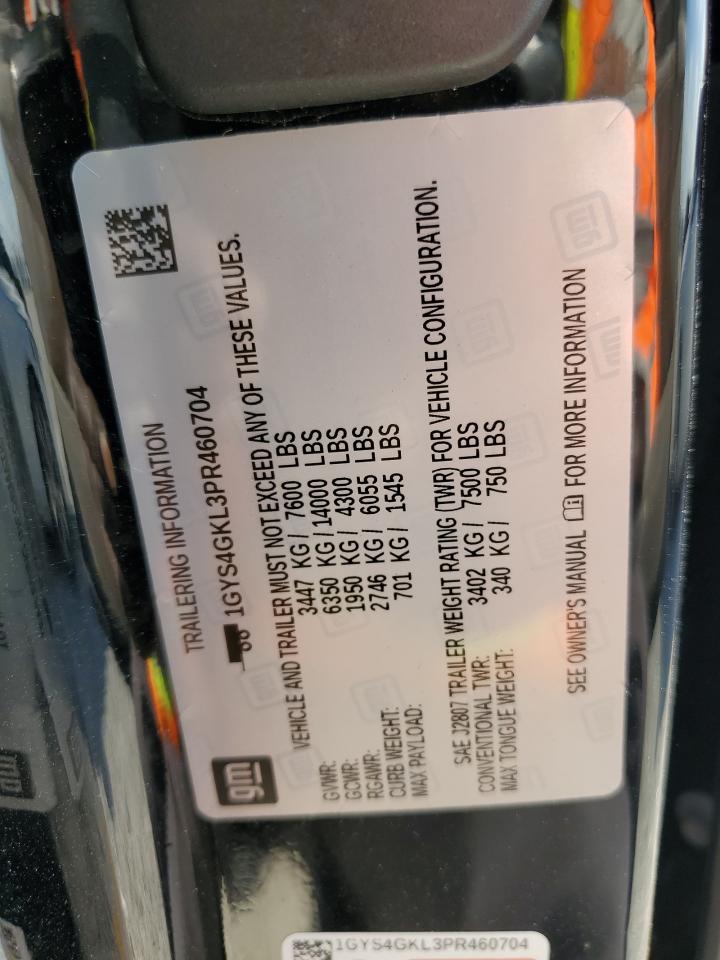 TRAILERING INFORMATION
gm 1GYS4GKL3PR460704
VEHICLE AND TRAILER MUST NOT EXCEED ANY OF THESE VALUES.
GVWR: 3447 KG / 7600 LBS
GCWR: 6350 KG / 14000 LBS
RGAWR: 1950 KG / 4300 LBS
CURB WEIGHT: 2746 KG / 6055 LBS
MAX PAYLOAD: 701 KG / 1545 LBS
SAE J2807 TRAILER WEIGHT RATING (TWR) FOR VEHICLE CONFIGURATION.
CONVENTIONAL TWR: 3402 KG / 7500 LBS
MAX TONGUE WEIGHT: 340 KG / 750 LBS
SEE OWNER'S MANUAL FOR MORE INFORMATION
1GYS4GKL3PR460704